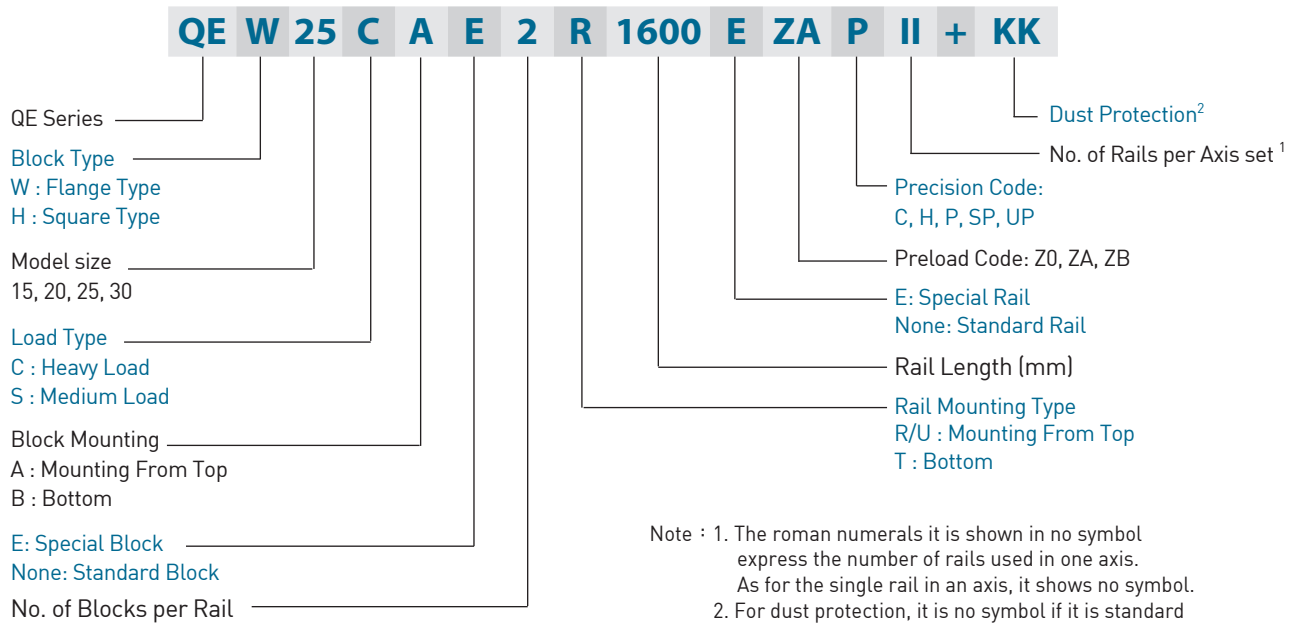 QE W 25 C A E 2 R 1600 E ZA P II + KK
QE Series
Block Type
W : Flange Type
H : Square Type
Model size
15, 20, 25, 30
Load Type
C : Heavy Load
S : Medium Load
Block Mounting
A : Mounting From Top
B : Bottom
E: Special Block
None: Standard Block
No. of Blocks per Rail
Dust Protection2
No. of Rails per Axis set 1
Precision Code:
C, H, P, SP, UP
Preload Code: Z0, ZA, ZB
E: Special Rail
None: Standard Rail
Rail Length (mm)
Rail Mounting Type
R/U : Mounting From Top
T : Bottom
Note : 1. The roman numerals it is shown in no symbol
express the number of rails used in one axis.
As for the single rail in an axis, it shows no symbol.
2. For dust protection, it is no symbol if it is standard